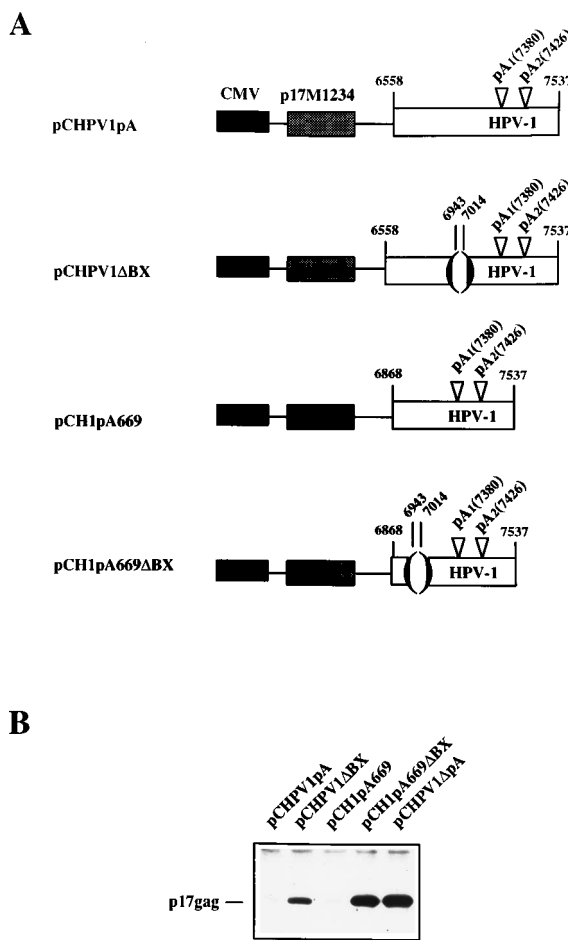 A
6558
pA1(7380)
pA2(7426)
7537
CMV
p17M1234
pCHPV1pA
HPV-1
6943
7014
pA1(7380)
pA2(7426)
6558
7537
pCHPV1ΔBX
HPV-1
pA1(7380)
pA2(7426)
6868
7537
pCH1pA669
HPV-1
6943
7014
pA1(7380)
pA2(7426)
6868
7537
pCH1pA669ΔBX
HPV-1
B
pCHPV1pA
pCHPV1ΔBX
pCH1pA669
pCH1pA669ΔBX
pCHPV1ΔpA
p17gag —